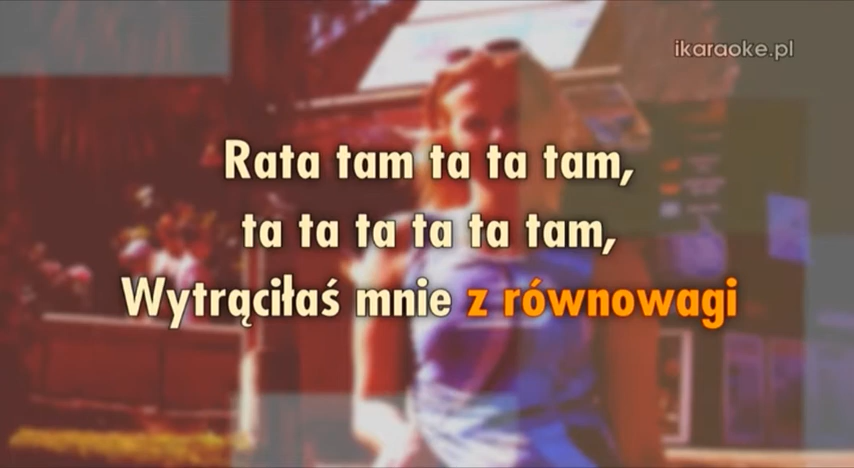 ikaraoke.pl
Rata tam ta ta tam,
ta ta ta ta ta tam,
Wytrąciłaś mnie z równowagi